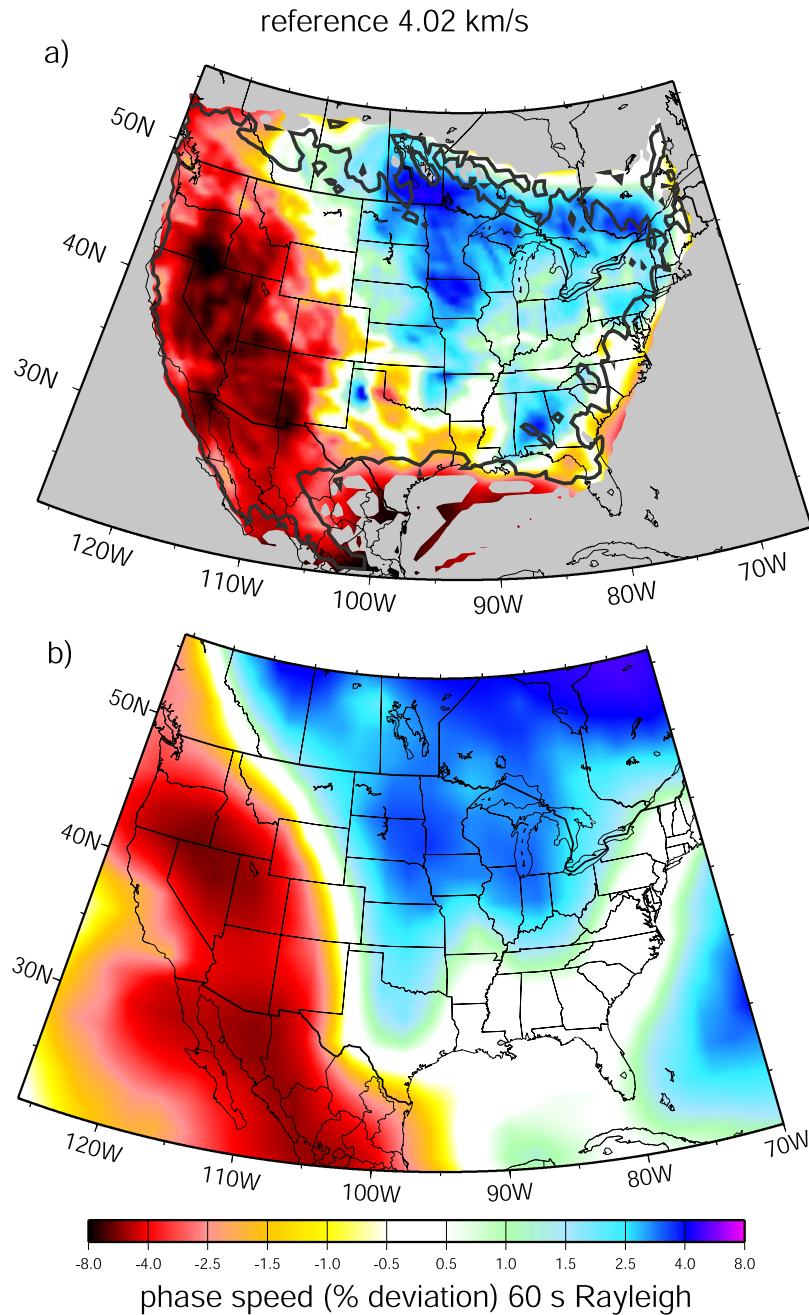 reference 4.02 km/s
a)
50N
40N
30N
120W
110W
100W
90W
80W
70W
b)
50N
40N
30N
120W
110W
100W
90W
80W
70W
-8.0 -4.0 -2.5 -1.5 -1.0 -0.5 0.5 1.0 1.5 2.5 4.0 8.0
phase speed (% deviation) 60 s Rayleigh